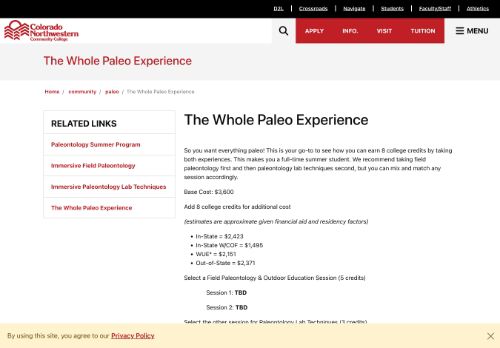 D2L | Crossroads | Navigate | Students | Faculty/Staff | Athletics
Colorado
Northwestern
Community College
APPLY INFO. VISIT TUITION MENU
The Whole Paleo Experience
Home / community / paleo / The Whole Paleo Experience
RELATED LINKS
Paleontology Summer Program
Immersive Field Paleontology
Immersive Paleontology Lab Techniques
The Whole Paleo Experience
The Whole Paleo Experience
So you want everything paleo! This is your go-to to see how you can earn 8 college credits by taking
both experiences. This makes you a full-time summer student. We recommend taking field
paleontology first and then paleontology lab techniques second, but you can mix and match any
session accordingly.
Base Cost: $3,600
Add 8 college credits for additional cost
(estimates are approximate given financial aid and residency factors)
• In-State = $2,423
• In-State W/COF = $1,495
• WUE* = $2,151
• Out-of-State = $2,371
Select a Field Paleontology & Outdoor Education Session (5 credits)
Session 1: TBD
Session 2: TBD
Select the other session for Paleontology Lab Techniques (3 credits)
By using this site, you agree to our Privacy Policy